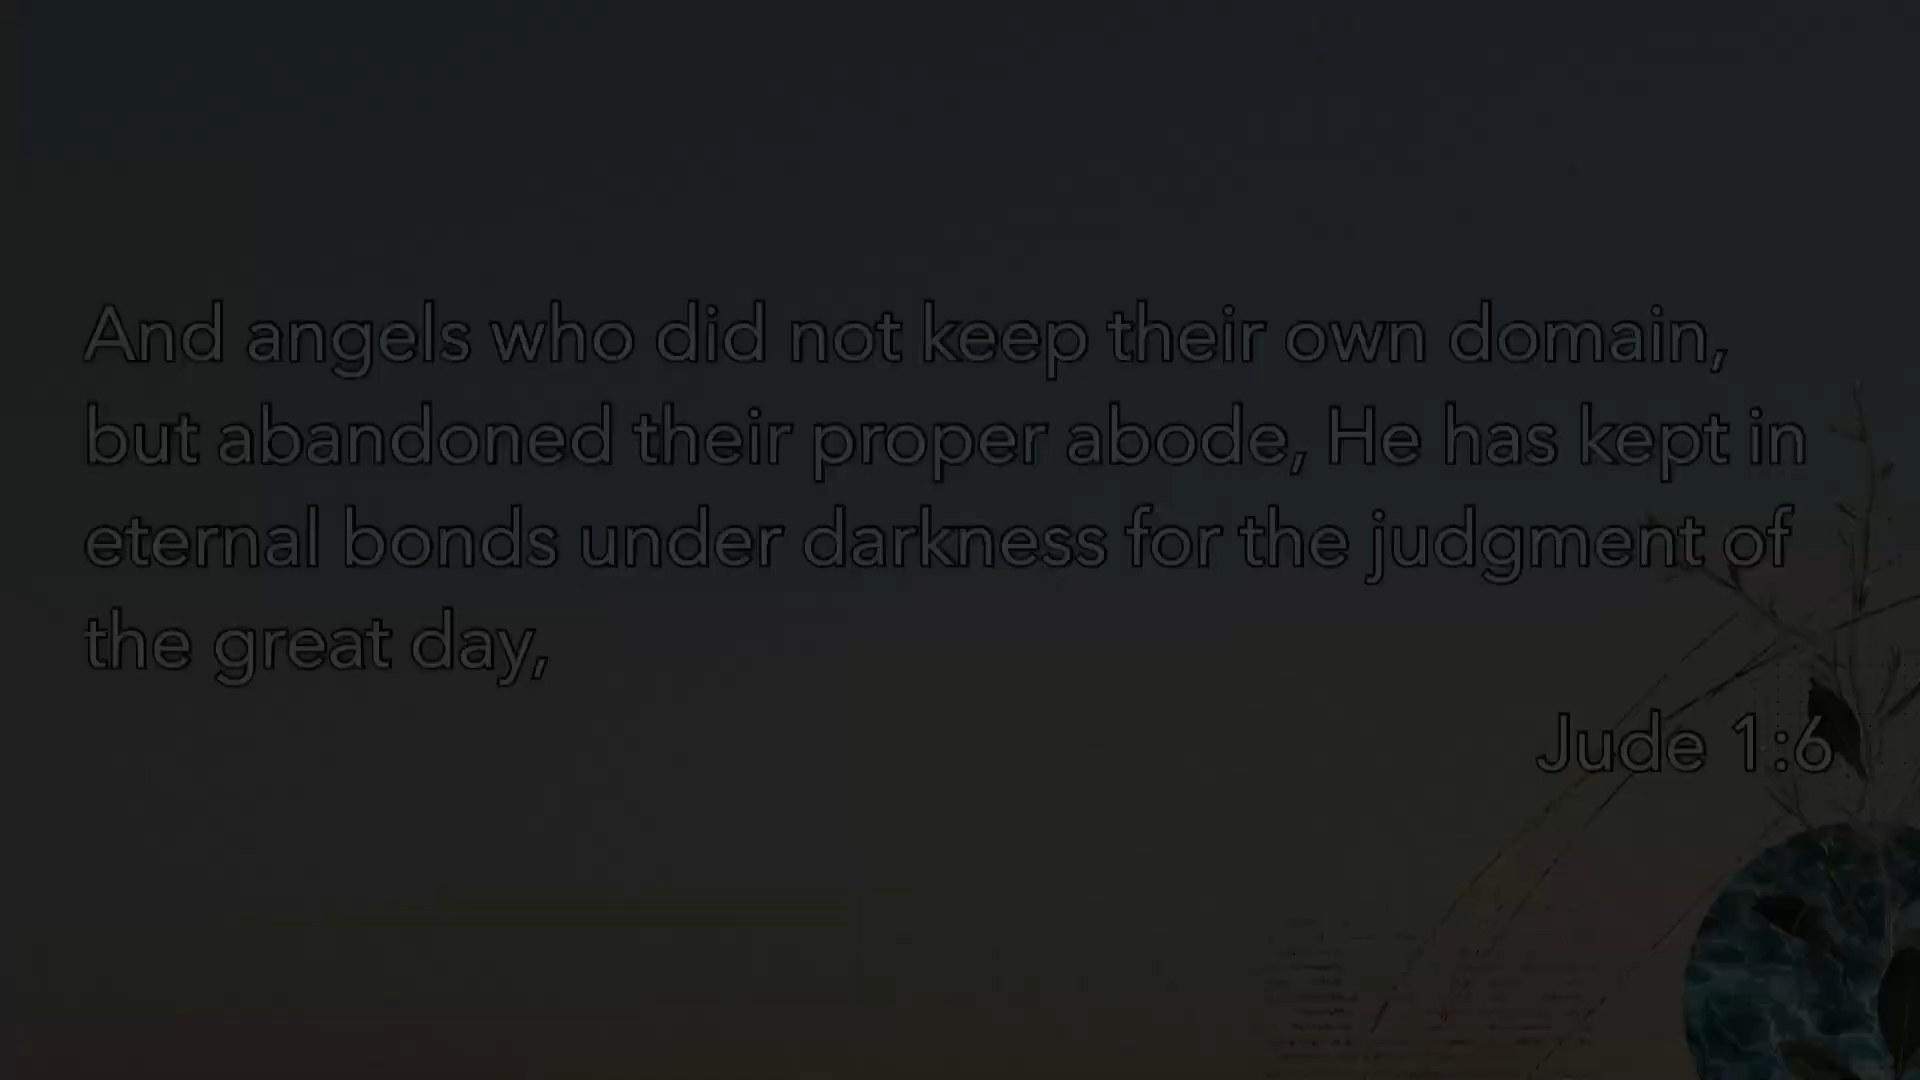 And angels who did not keep their own domain,
but abandoned their proper abode, He has kept in
eternal bonds under darkness for the judgment of
the great day,
Jude 1:6